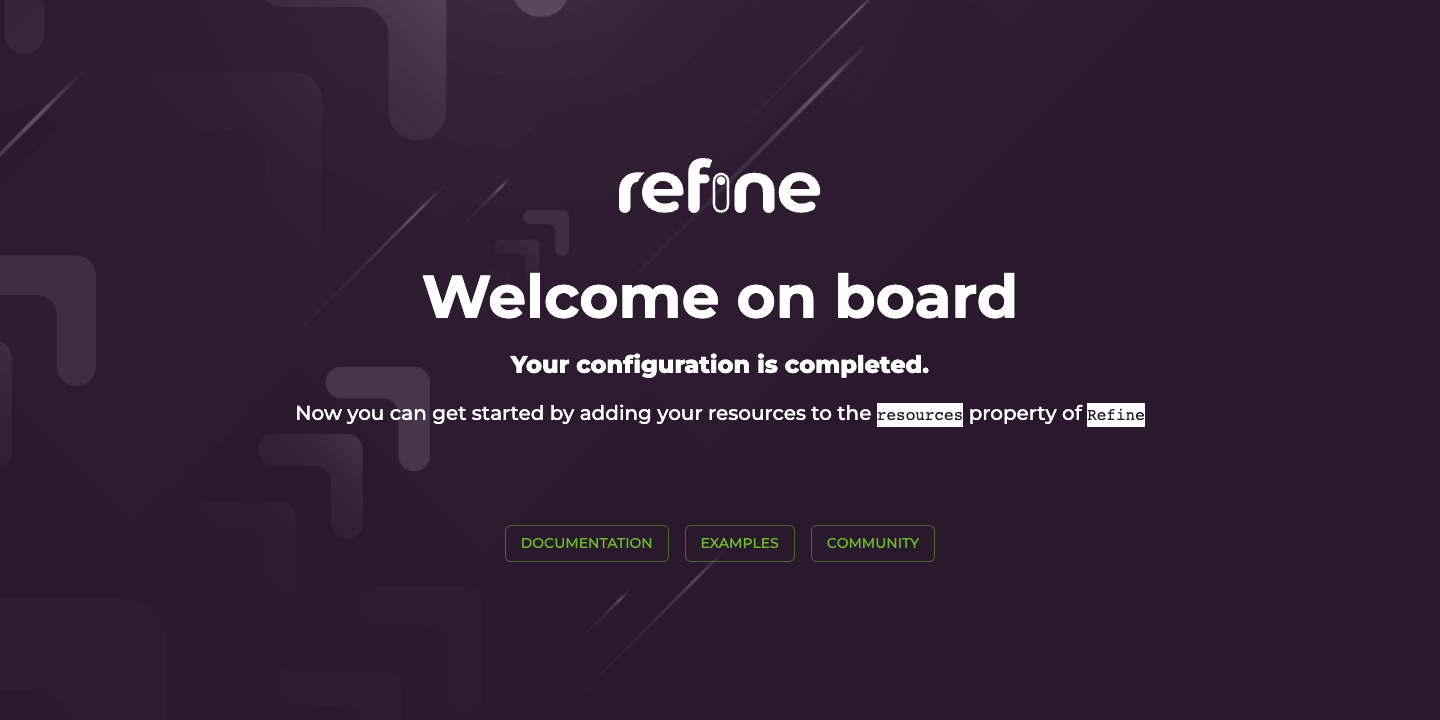 refine
Welcome on board
Your configuration is completed.
Now you can get started by adding your resources to the resources property of Refine
DOCUMENTATION
EXAMPLES
COMMUNITY